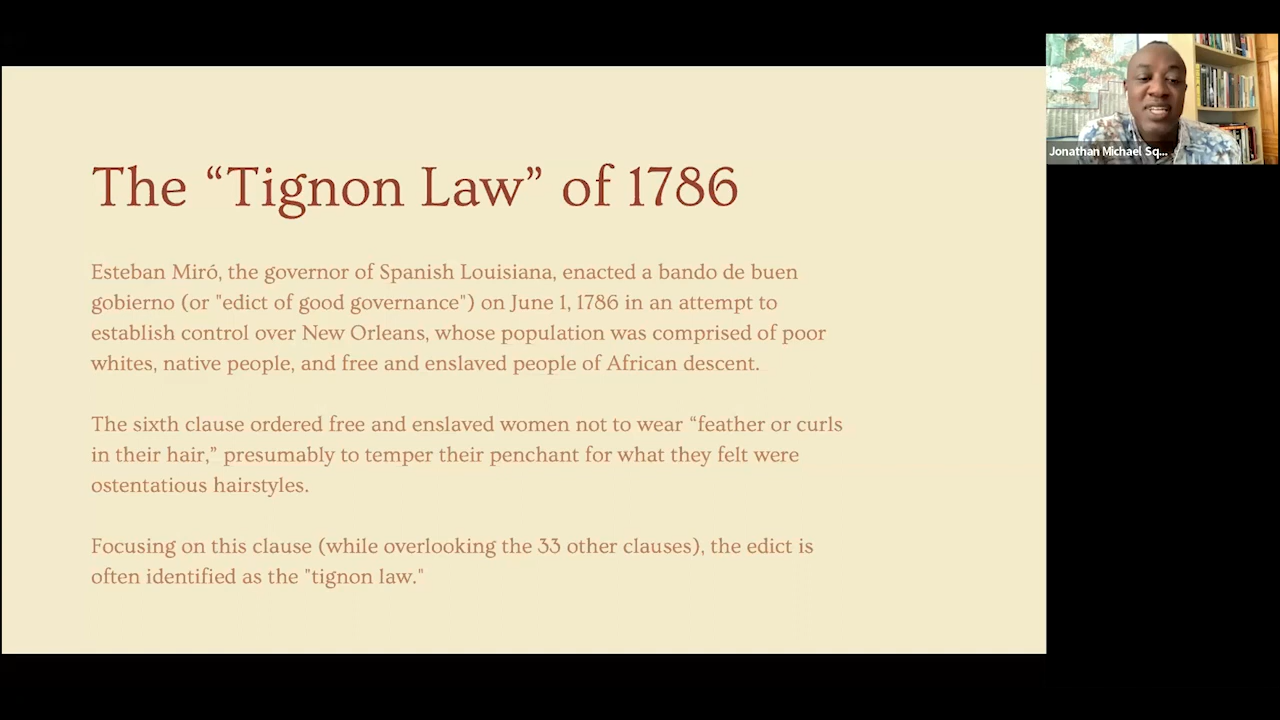 The “Tignon Law” of 1786
Esteban Miró, the governor of Spanish Louisiana, enacted a bando de buen
gobierno (or "edict of good governance") on June 1, 1786 in an attempt to
establish control over New Orleans, whose population was comprised of poor
whites, native people, and free and enslaved people of African descent.
The sixth clause ordered free and enslaved women not to wear “feather or curls
in their hair,” presumably to temper their penchant for what they felt were
ostentatious hairstyles.
Focusing on this clause (while overlooking the 33 other clauses), the edict is
often identified as the "tignon law."
Jonathan Michael Sq...